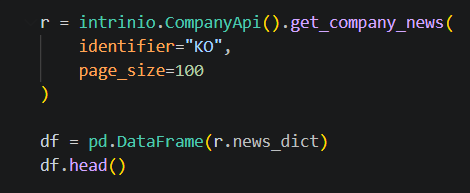 r = intrinio.CompanyApi().get_company_news(
    identifier="KO",
    page_size=100
)

df = pd.DataFrame(r.news_dict)
df.head()